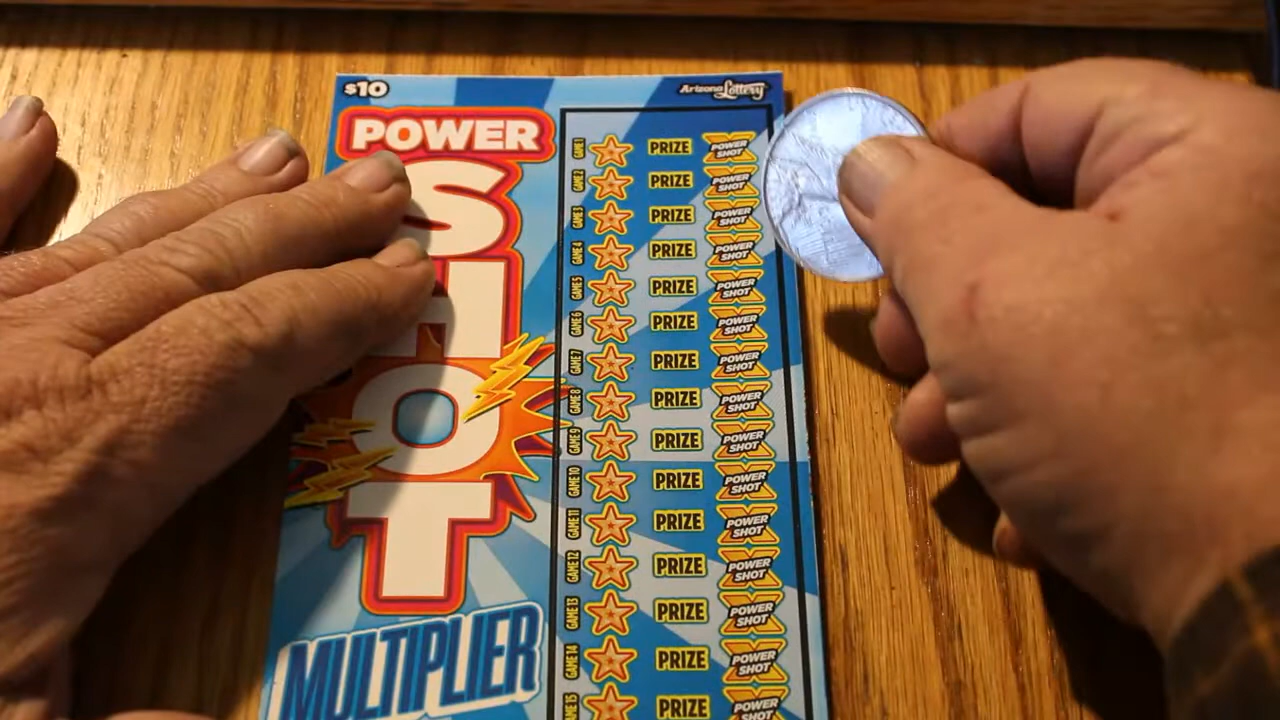 $10
Arizona Lottery
POWER
SHOT
MULTIPLIER
GAME 1 PRIZE POWER SHOT X
GAME 2 PRIZE POWER SHOT X
GAME 3 PRIZE POWER SHOT X
GAME 4 PRIZE POWER SHOT X
GAME 5 PRIZE POWER SHOT X
GAME 6 PRIZE POWER SHOT X
GAME 7 PRIZE POWER SHOT X
GAME 8 PRIZE POWER SHOT X
GAME 9 PRIZE POWER SHOT X
GAME 10 PRIZE POWER SHOT X
GAME 11 PRIZE POWER SHOT X
GAME 12 PRIZE POWER SHOT X
GAME 13 PRIZE POWER SHOT X
GAME 14 PRIZE POWER SHOT X
GAME 15 PRIZE POWER X